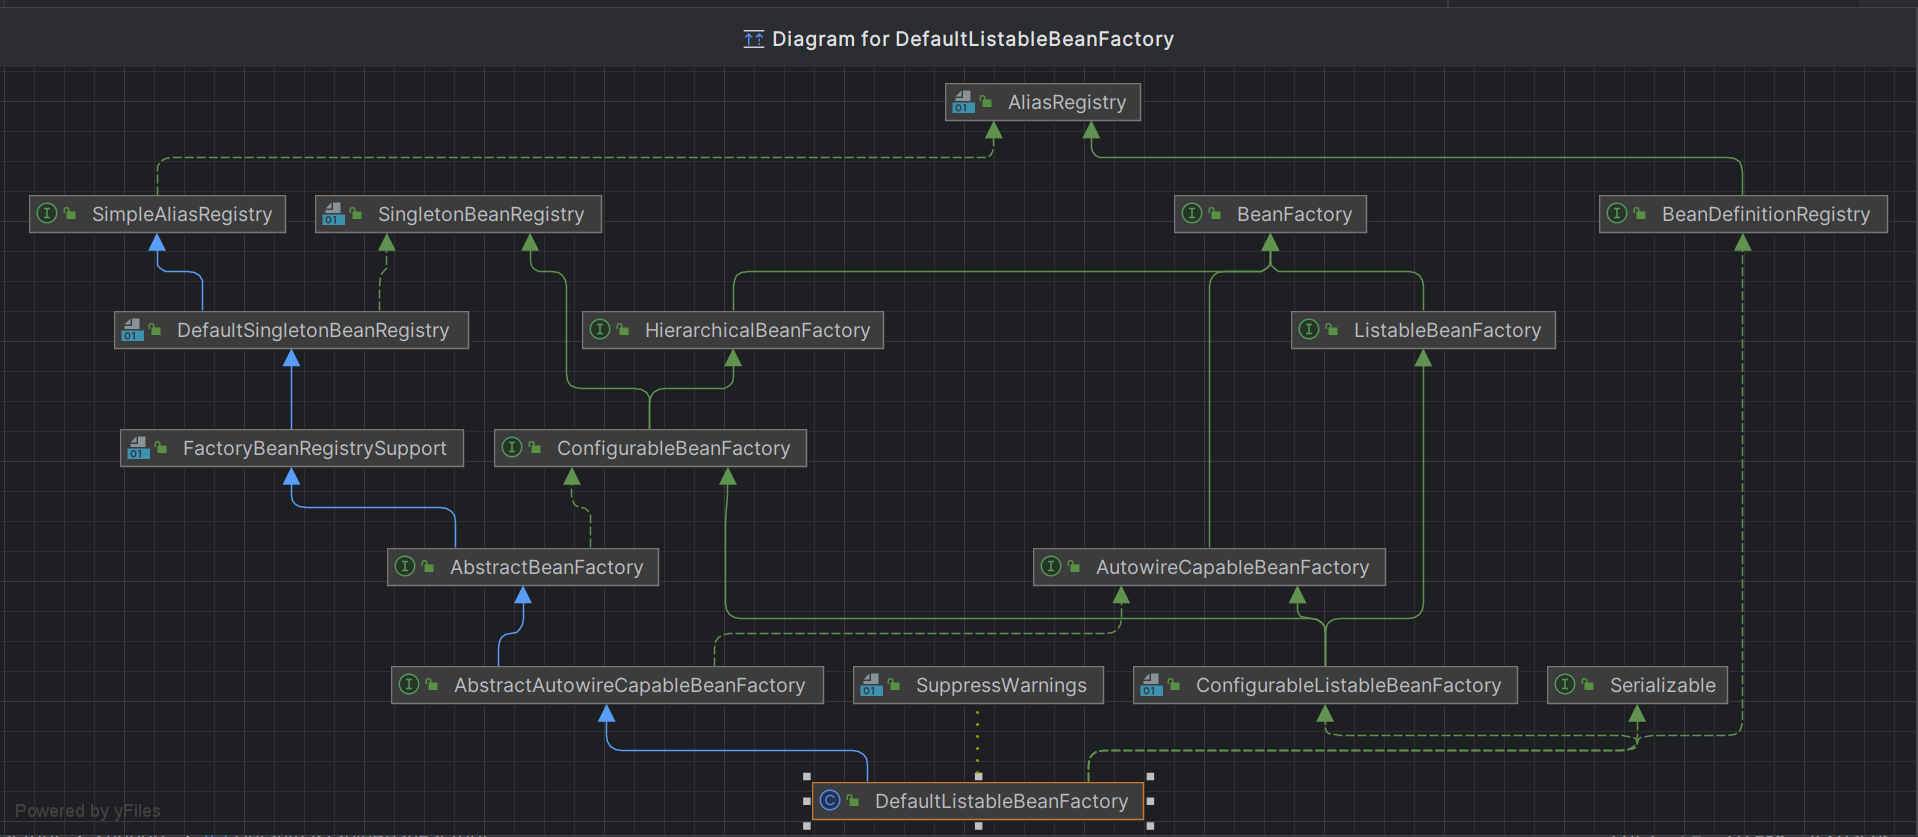 Diagram for DefaultListableBeanFactory
AliasRegistry
SimpleAliasRegistry
SingletonBeanRegistry
BeanFactory
BeanDefinitionRegistry
DefaultSingletonBeanRegistry
HierarchicalBeanFactory
ListableBeanFactory
FactoryBeanRegistrySupport
ConfigurableBeanFactory
AbstractBeanFactory
AutowireCapableBeanFactory
AbstractAutowireCapableBeanFactory
SuppressWarnings
ConfigurableListableBeanFactory
Serializable
DefaultListableBeanFactory
Powered by yFiles